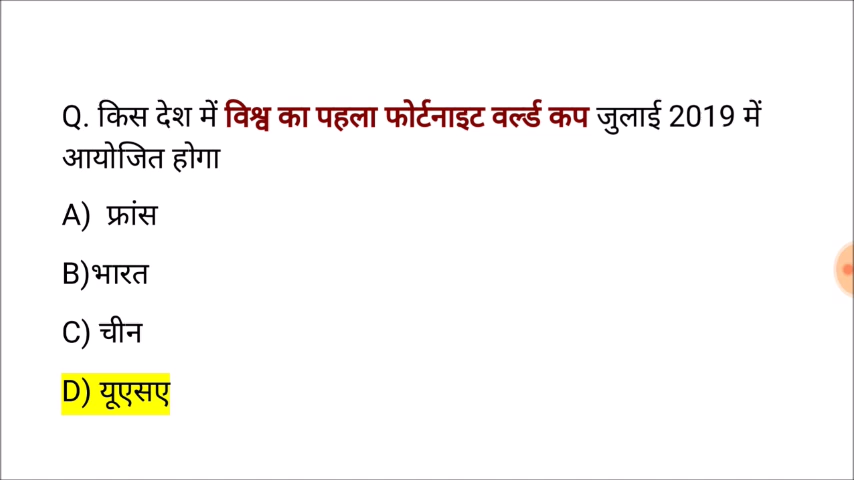 Q. किस देश में विश्व का पहला फोर्टनाइट वर्ल्ड कप जुलाई 2019 में
आयोजित होगा
A) फ्रांस
B)भारत
C) चीन
D) यूएसए